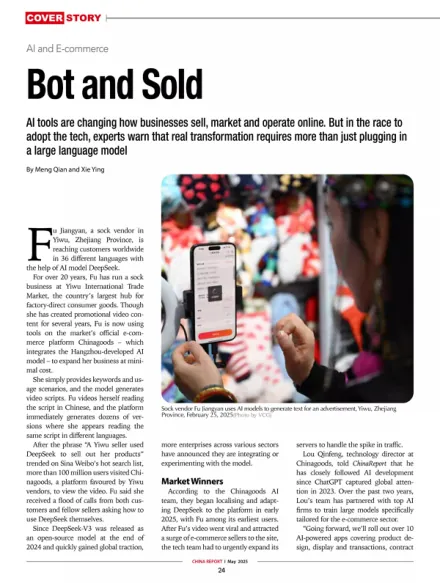 COVER STORY
AI and E-commerce
Bot and Sold
AI tools are changing how businesses sell, market and operate online. But in the race to
adopt the tech, experts warn that real transformation requires more than just plugging in
a large language model
By Meng Qian and Xie Ying
Fu Jiangyan, a sock vendor in
Yiwu, Zhejiang Province, is
reaching customers worldwide
in 36 different languages with
the help of AI model DeepSeek.
For over 20 years, Fu has run a sock
business at Yiwu International Trade
Market, the country's largest hub for
factory-direct consumer goods. Though
she has created promotional video con-
tent for several years, Fu is now using
tools on the market's official e-com-
merce platform Chinagoods – which
integrates the Hangzhou-developed AI
model – to expand her business at mini-
mal cost.
She simply provides keywords and us-
age scenarios, and the model generates
video scripts. Fu videos herself reading
the script in Chinese, and the platform
immediately generates dozens of ver-
sions where she appears reading the
same script in different languages.
After the phrase "A Yiwu seller used
DeepSeek to sell out her products"
trended on Sina Weibo's hot search list,
more than 100 million users visited Chi-
nagoods, a platform favoured by Yiwu
vendors, to view the video. Fu said she
received a flood of calls from both cus-
tomers and fellow sellers asking how to
use DeepSeek themselves.
Since DeepSeek-V3 was released as
an open-source model at the end of
2024 and quickly gained global traction,
Sock vendor Fu Jiangyun uses AI models to generate test for an advertisement, Yiwu, Zhejiang
Province, February 25, 2025 (Photo by VCG)
more enterprises across various sectors
have announced they are integrating or
experimenting with the model.
Market Winners
According to the Chinagoods AI
team, they began localising and adapt-
ing DeepSeek to the platform in early
2025, with Fu among its earliest users.
After Fu's video went viral and attracted
a surge of e-commerce sellers to the site,
the tech team had to urgently expand its
servers to handle the spike in traffic.
Lou Qinfeng, technology director at
Chinagoods, told ChinaReport that he
has closely followed AI development
since ChatGPT captured global atten-
tion in 2023. Over the past two years,
Lou's team has partnered with top AI
firms to train large models specifically
tailored for the e-commerce sector.
"Going forward, we'll roll out over 10
AI-powered apps covering product de-
sign, display and transactions, contract
CHINA REPORT I May 2025
24